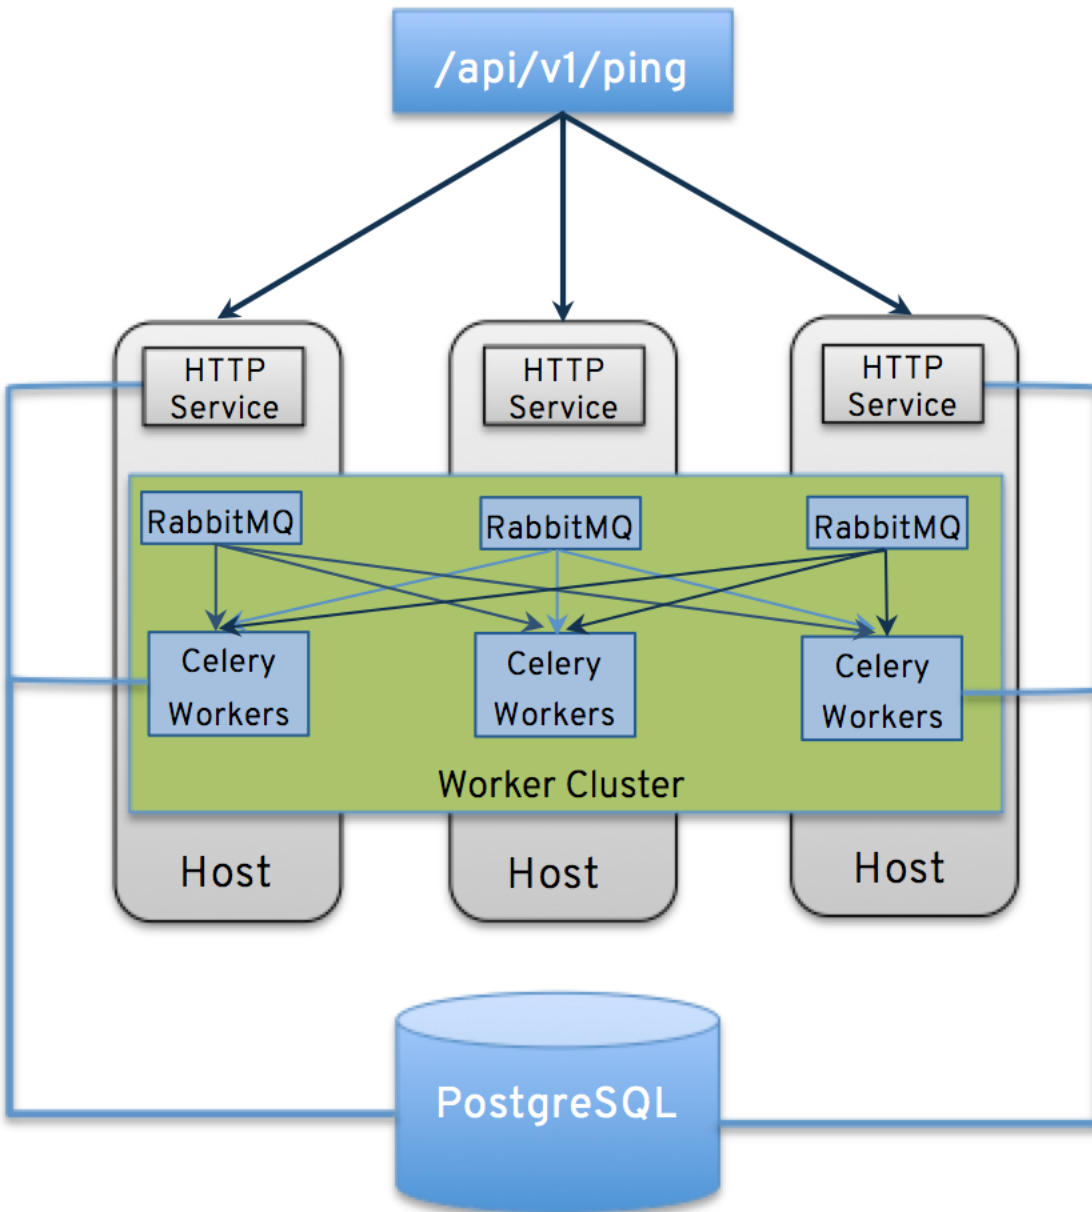 /api/v1/ping
HTTP
Service
HTTP
Service
HTTP
Service
RabbitMQ
RabbitMQ
RabbitMQ
Celery
Workers
Celery
Workers
Celery
Workers
Worker Cluster
Host
Host
Host
PostgreSQL